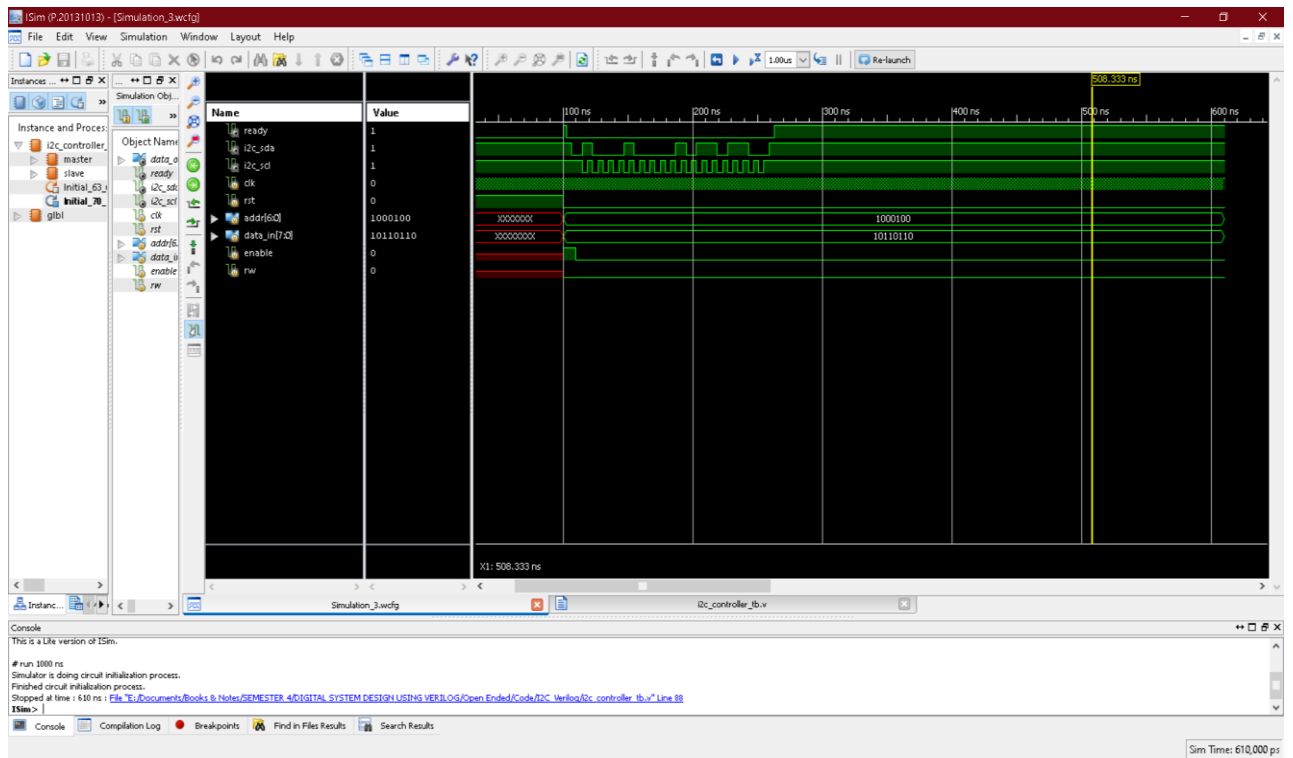 ISim (P.20131013) - [Simulation_3.wcfg]
File Edit View Simulation Window Layout Help
1.00us Re-launch
Instances ...
Simulation Obj...
Instance and Proces:
i2c_controller_
master
slave
Initial_63_
Initial_70_
glbl
Object Name
data_o
ready
i2c_sda
i2c_scl
clk
rst
addr[6:
data_i
enable
rw
Name Value
ready 1
i2c_sda 1
i2c_scl 1
clk 0
rst 0
addr[6:0] 1000100
data_in[7:0] 10110110
enable 0
rw 0
508.333 ns
100 ns 200 ns 300 ns 400 ns 500 ns 600 ns
XXXXXXX 1000100
XXXXXXXX 10110110
X1: 508.333 ns
Instanc...
Simulation_3.wcfg i2c_controller_tb.v
Console
This is a Lite version of ISim.
# run 1000 ns
Simulator is doing circuit initialization process.
Finished circuit initialization process.
Stopped at time : 610 ns : File "E:/Documents/Books & Notes/SEMESTER 4/DIGITAL SYSTEM DESIGN USING VERILOG/Open Ended/Code/I2C_Verilog/i2c_controller_tb.v" Line 88
ISim>
Console Compilation Log Breakpoints Find in Files Results Search Results
Sim Time: 610,000 ps